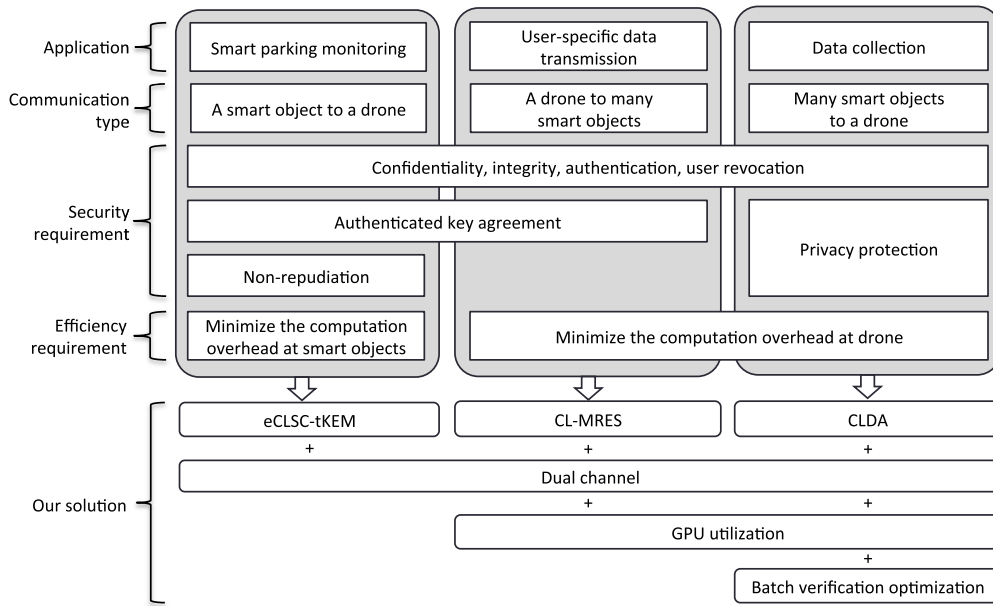 Application
Smart parking monitoring
User-specific data
transmission
Data collection
Communication
type
A smart object to a drone
A drone to many
smart objects
Many smart objects
to a drone
Security
requirement
Confidentiality, integrity, authentication, user revocation
Authenticated key agreement
Privacy protection
Non-repudiation
Efficiency
requirement
Minimize the computation
overhead at smart objects
Minimize the computation overhead at drone
Our solution
eCLSC-tKEM
CL-MRES
CLDA
+
+
+
Dual channel
+
+
GPU utilization
+
Batch verification optimization